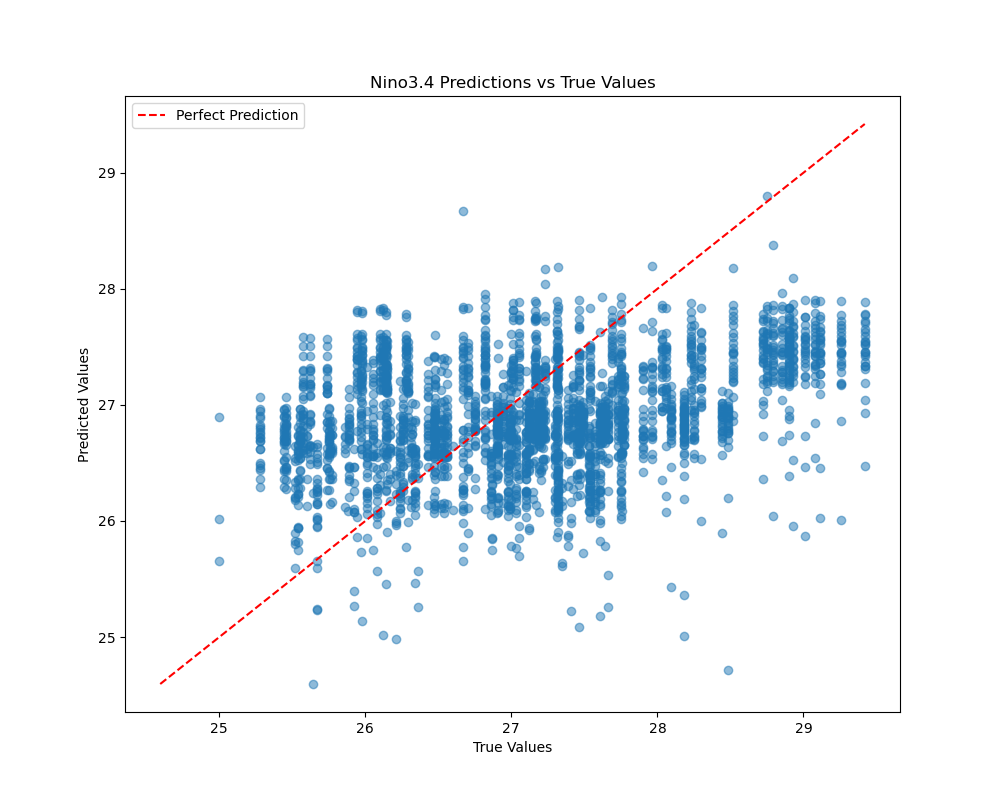 Nino3.4 Predictions vs True Values
Perfect Prediction
29
28
27
26
25
Predicted Values
25 26 27 28 29
True Values